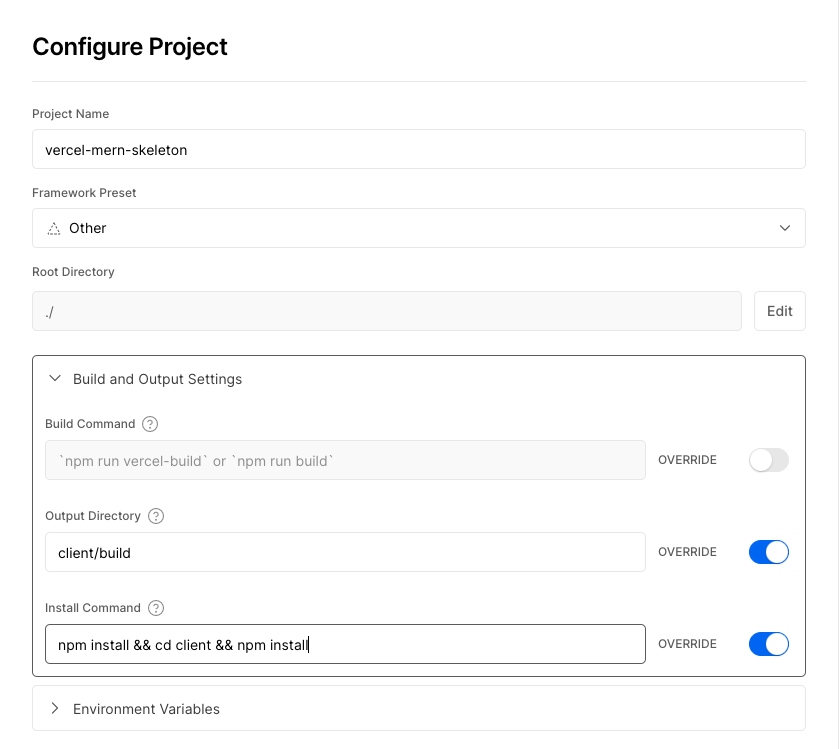 Configure Project
Project Name
vercel-mern-skeleton
Framework Preset
Other
Root Directory
./
Edit
Build and Output Settings
Build Command ?
`npm run vercel-build` or `npm run build`
OVERRIDE
Output Directory ?
client/build
OVERRIDE
Install Command ?
npm install && cd client && npm install
OVERRIDE
Environment Variables